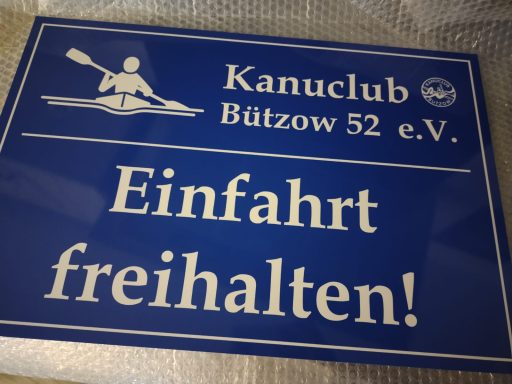 Kanuclub
Bützow 52 e.V.
Einfahrt
freihalten!